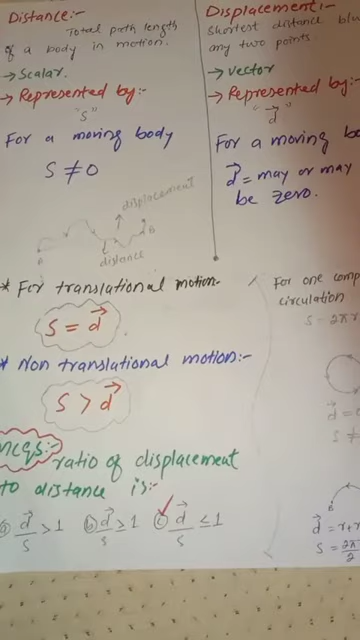 Distance:-
Total path length
of a body in motion.
→Scalar.
→Represented by:-
"S"
For a moving body
S ≠ 0
displacement
A
B
distance
Displacement:-
Shortest distance b/w
any two points.
→vector
→Represented by:-
"d⃗"
For a moving
d⃗ = may or may
be zero.
* For translational motion-
S = d⃗
* Non translational motion:-
S > d⃗
mcqs:- ratio of displacement
to distance is:-
ⓐ d⃗/s > 1 ⓑ d⃗/s ≥ 1 ⓒ d⃗/s ≤ 1
For one comp
circulation
S = 2πr
d⃗ =
S ≠
B
d⃗ = r+r
S = 2π/2